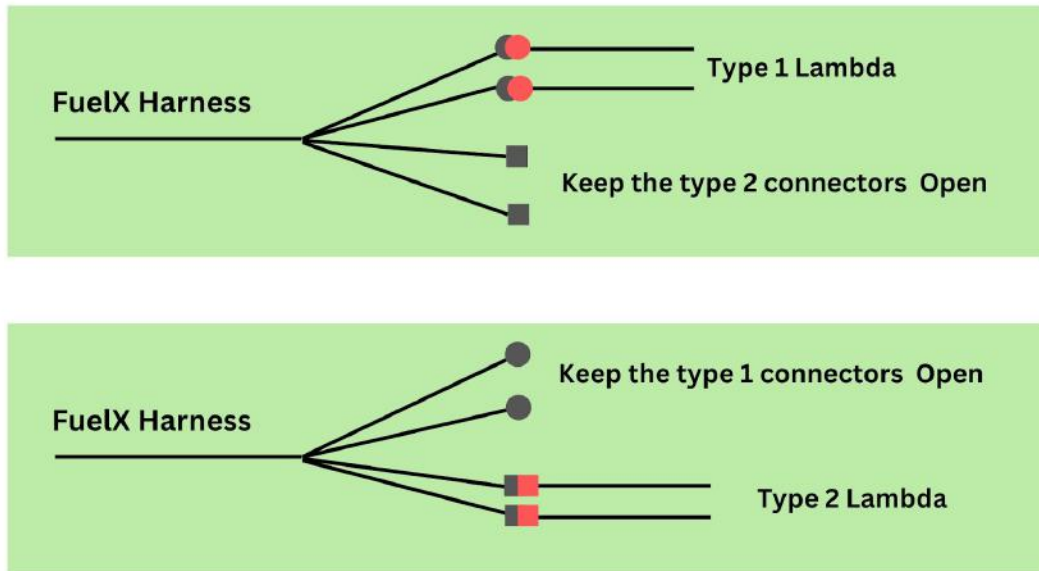 Type 1 Lambda
FuelX Harness
Keep the type 2 connectors Open
Keep the type 1 connectors Open
FuelX Harness
Type 2 Lambda